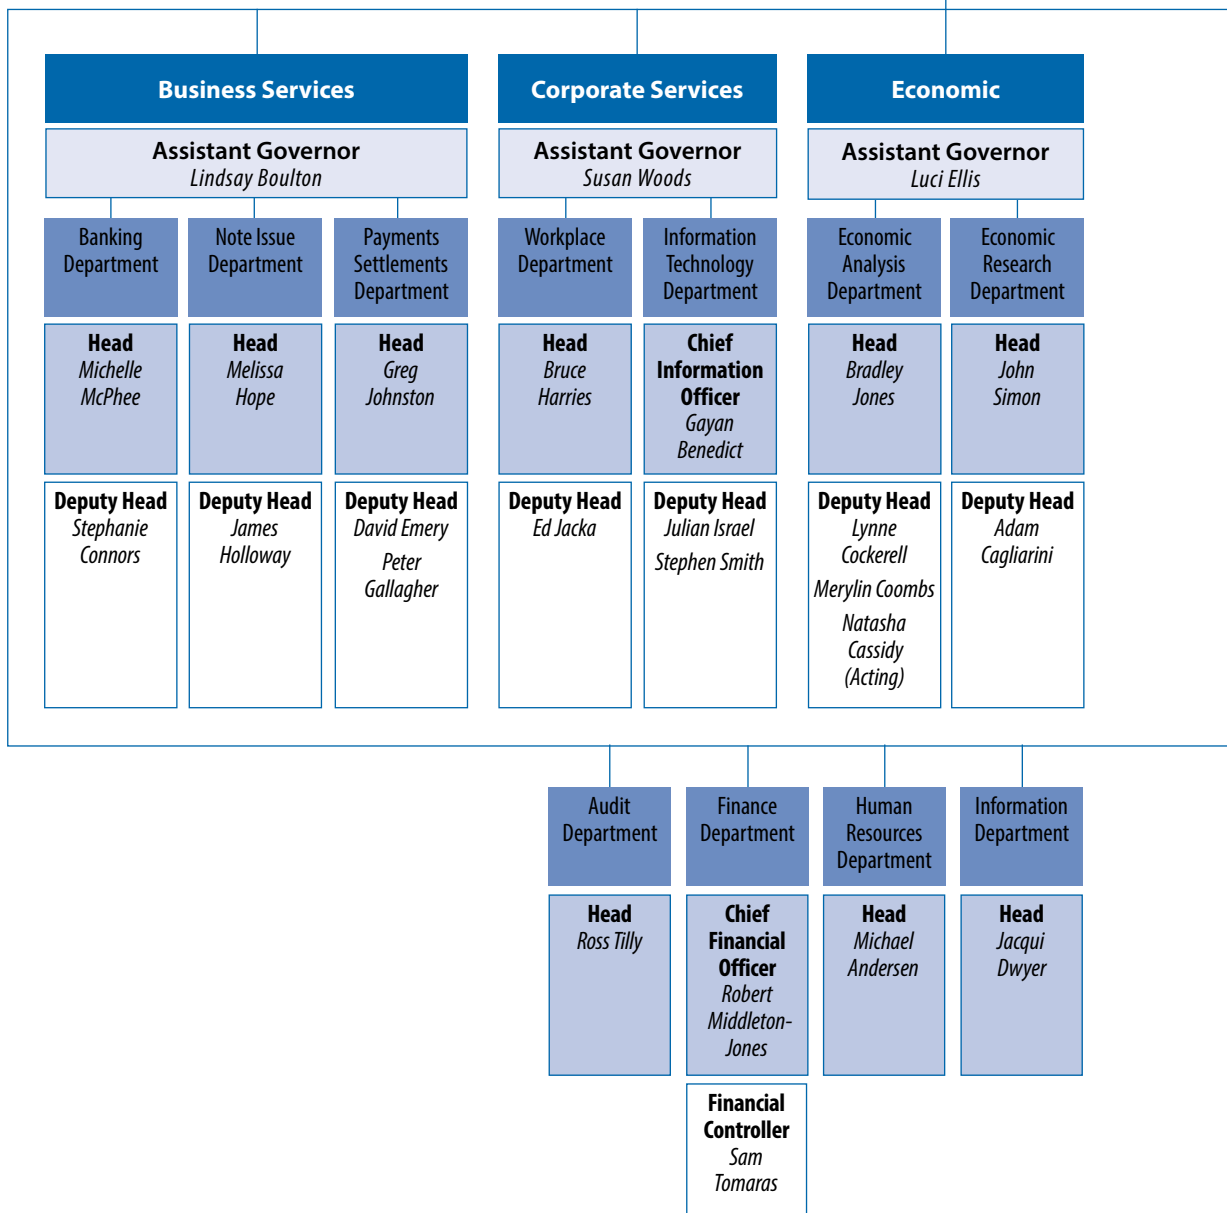 Business Services
Assistant Governor
Lindsay Boulton
Banking
Department
Head
Michelle
McPhee
Deputy Head
Stephanie
Connors
Note Issue
Department
Head
Melissa
Hope
Deputy Head
James
Holloway
Payments
Settlements
Department
Head
Greg
Johnston
Deputy Head
David Emery
Peter
Gallagher
Corporate Services
Assistant Governor
Susan Woods
Workplace
Department
Head
Bruce
Harries
Deputy Head
Ed Jacka
Information
Technology
Department
Chief
Information
Officer
Gayan
Benedict
Deputy Head
Julian Israel
Stephen Smith
Economic
Assistant Governor
Luci Ellis
Economic
Analysis
Department
Head
Bradley
Jones
Deputy Head
Lynne
Cockerell
Merylin Coombs
Natasha
Cassidy
(Acting)
Economic
Research
Department
Head
John
Simon
Deputy Head
Adam
Cagliarini
Audit
Department
Head
Ross Tilly
Finance
Department
Chief
Financial
Officer
Robert
Middleton-
Jones
Financial
Controller
Sam
Tomaras
Human
Resources
Department
Head
Michael
Andersen
Information
Department
Head
Jacqui
Dwyer